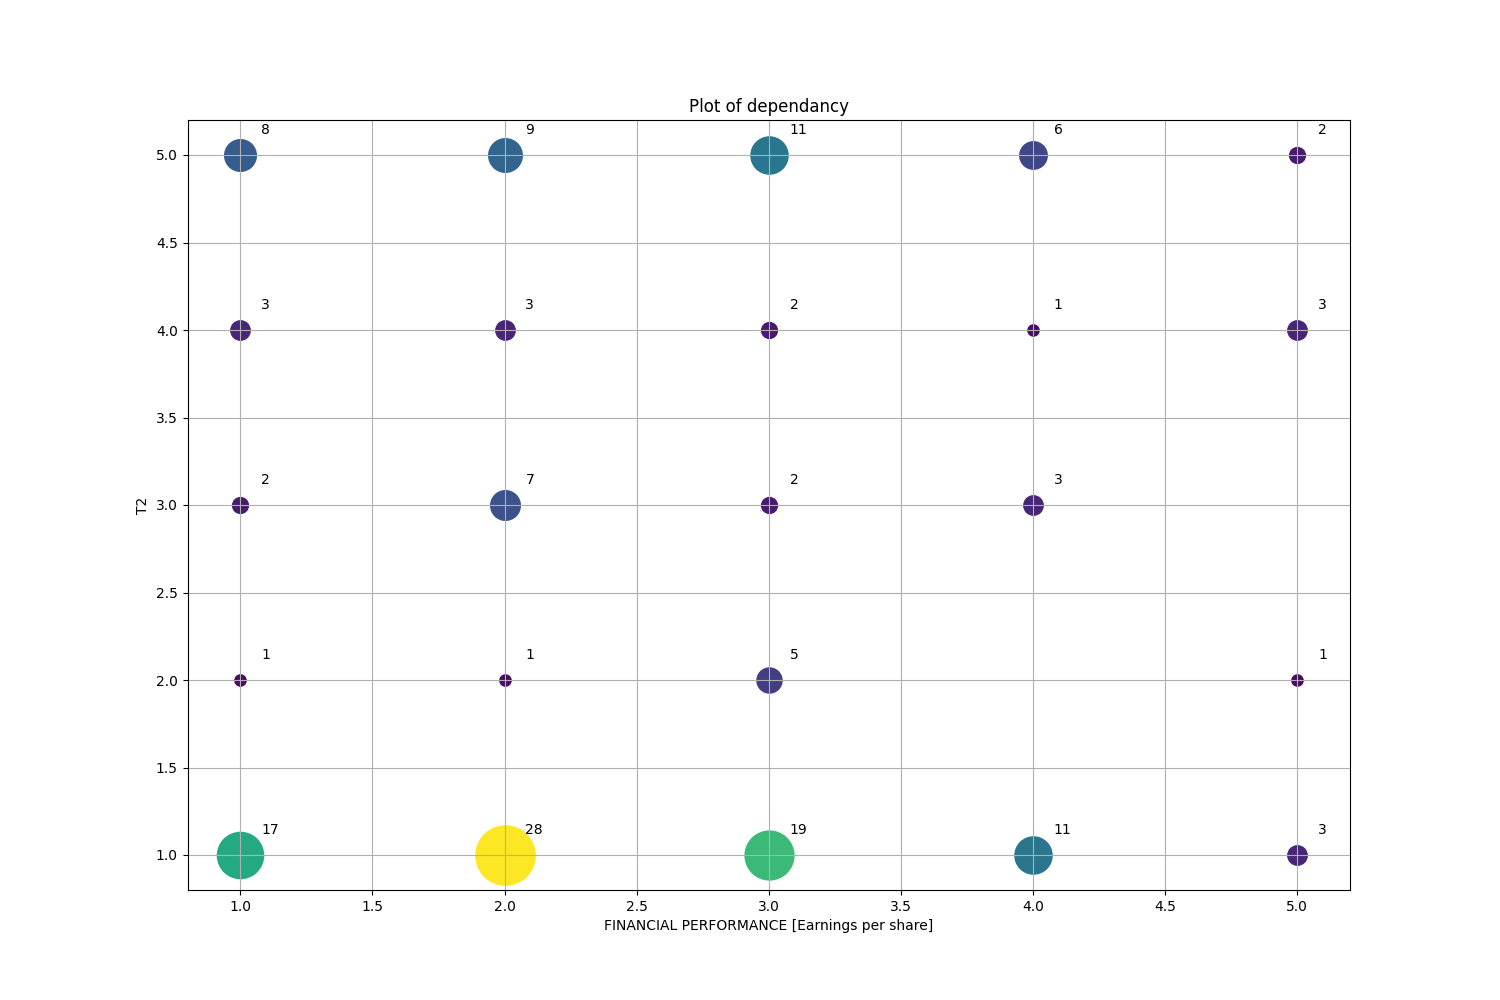 Plot of dependancy
8 9 11 6 2
5.0
4.5
3 3 2 1 3
4.0
3.5
2 7 2 3
3.0
T2
2.5
1 1 5 1
2.0
1.5
17 28 19 11 3
1.0
1.0 1.5 2.0 2.5 3.0 3.5 4.0 4.5 5.0
FINANCIAL PERFORMANCE [Earnings per share]